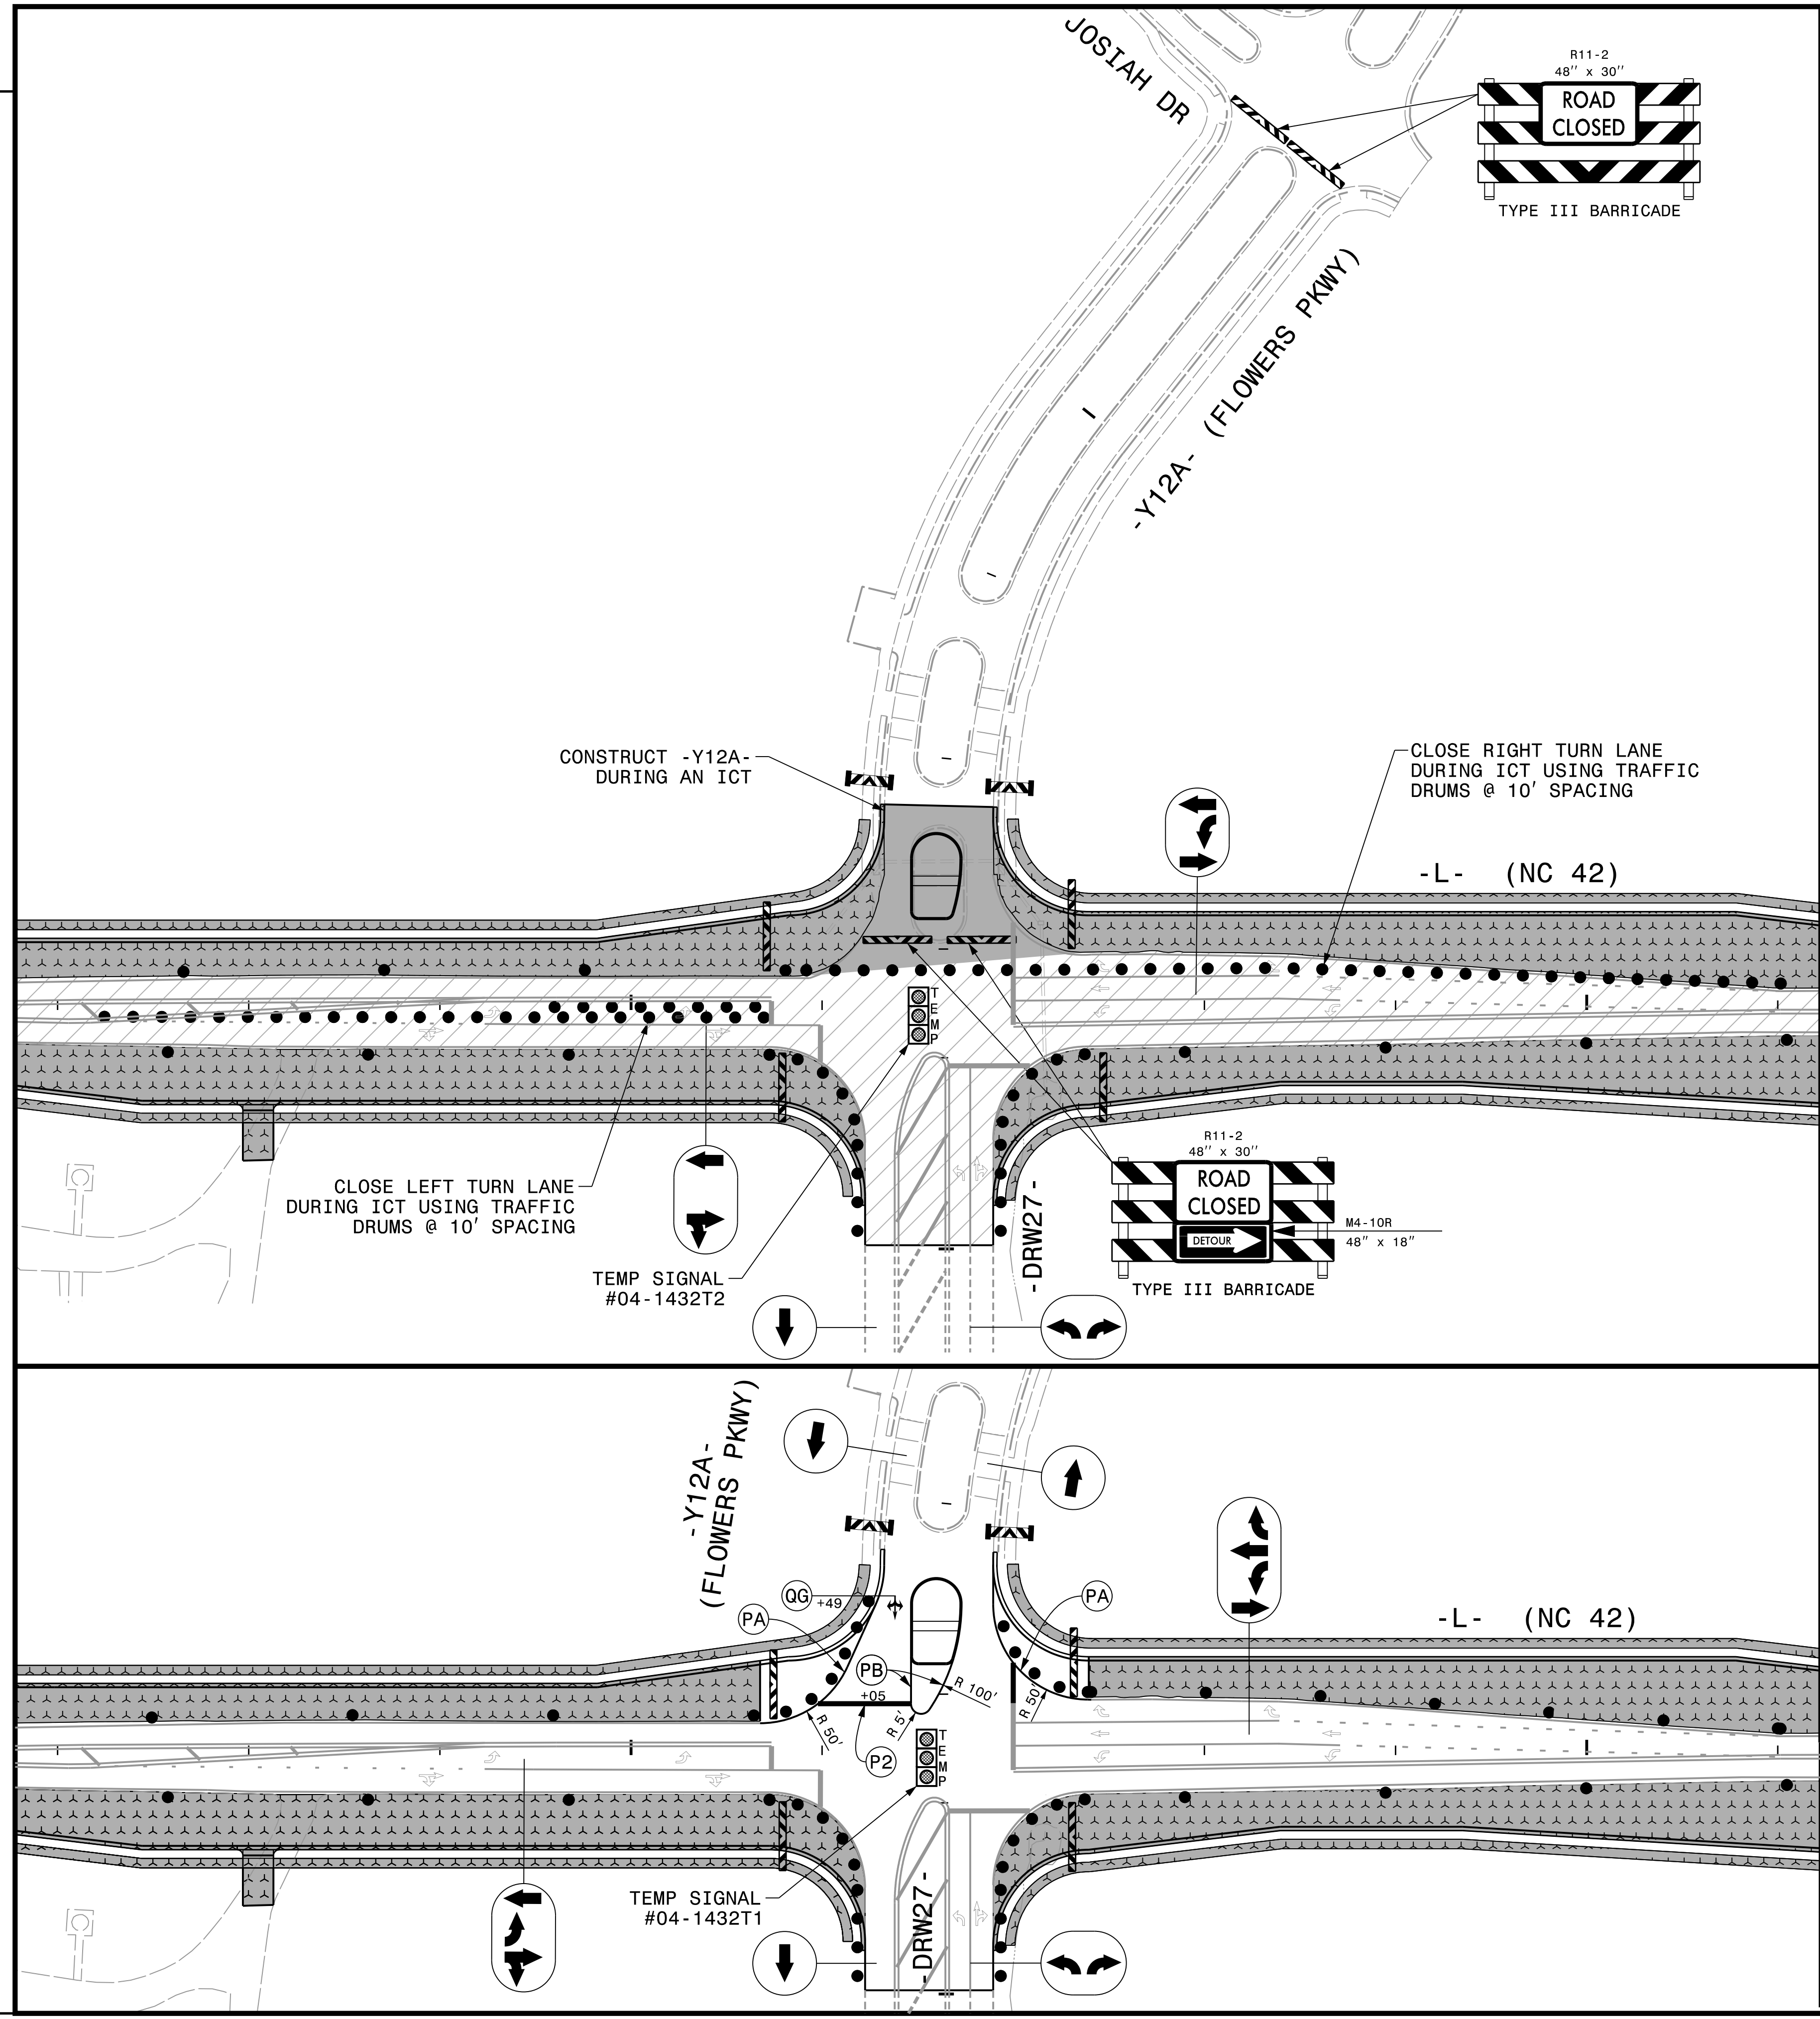 JOSIAH DR
R11-2
48" x 30"
ROAD
CLOSED
TYPE III BARRICADE
-Y12A- (FLOWERS PKWY)
CONSTRUCT -Y12A-
DURING AN ICT
CLOSE RIGHT TURN LANE
DURING ICT USING TRAFFIC
DRUMS @ 10' SPACING
-L- (NC 42)
T
E
M
P
CLOSE LEFT TURN LANE
DURING ICT USING TRAFFIC
DRUMS @ 10' SPACING
TEMP SIGNAL
#04-1432T2
-DRW27-
R11-2
48" x 30"
ROAD
CLOSED
DETOUR
M4-10R
48" x 18"
TYPE III BARRICADE
-Y12A-
(FLOWERS PKWY)
QG
+49
PA
PA
PB
R 100'
+05
R 50'
R 5'
R 50'
P2
-L- (NC 42)
T
E
M
P
TEMP SIGNAL
#04-1432T1
-DRW27-
C
C